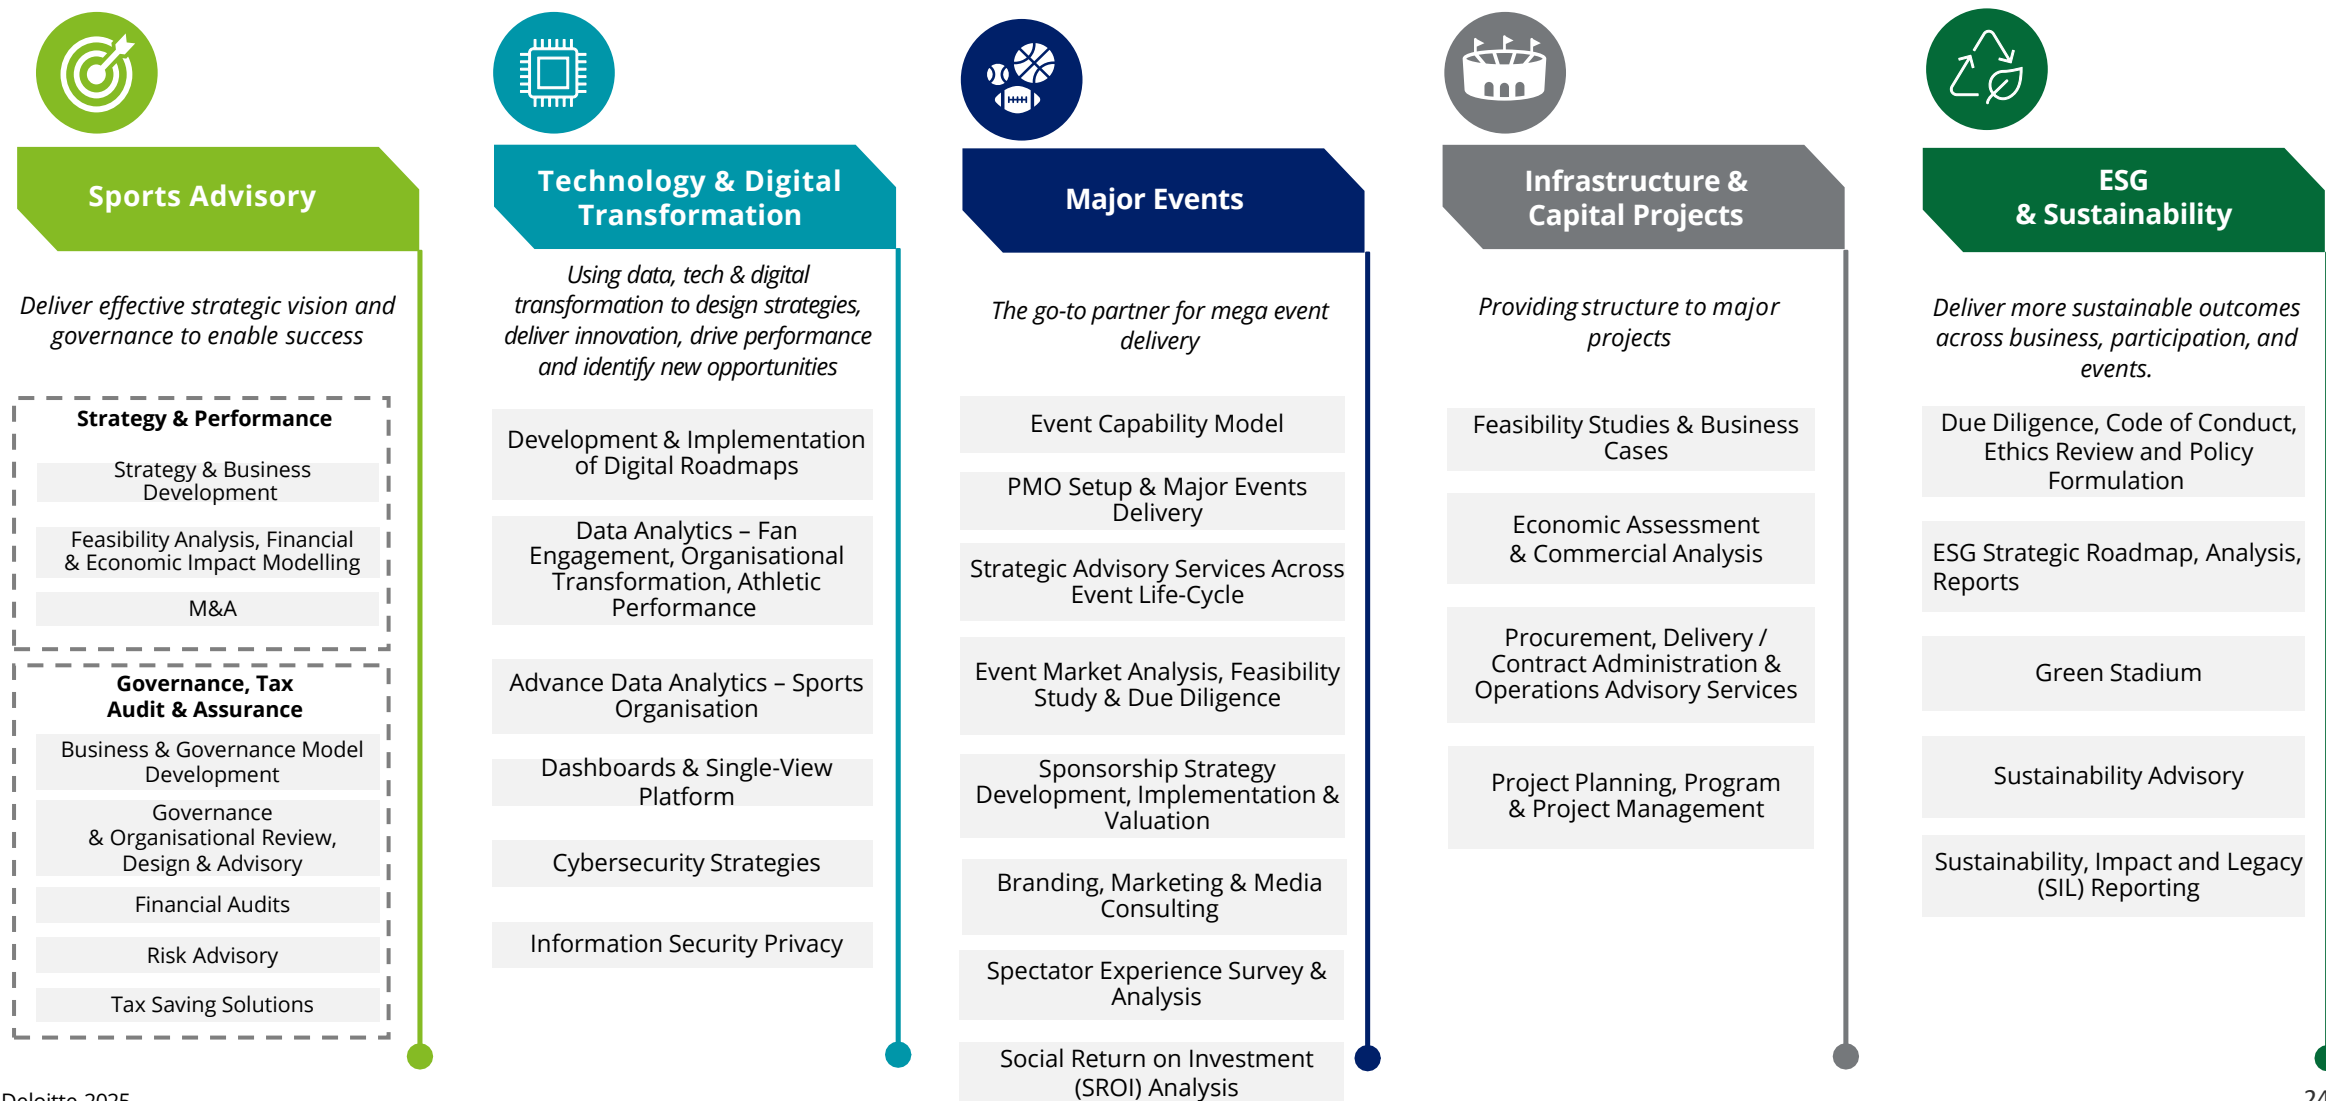 Sports Advisory
Deliver effective strategic vision and
governance to enable success
Strategy & Performance
Strategy & Business
Development
Feasibility Analysis, Financial
& Economic Impact Modelling
M&A
Governance, Tax
Audit & Assurance
Business & Governance Model
Development
Governance
& Organisational Review,
Design & Advisory
Financial Audits
Risk Advisory
Tax Saving Solutions
Technology & Digital
Transformation
Using data, tech & digital
transformation to design strategies,
deliver innovation, drive performance
and identify new opportunities
Development & Implementation
of Digital Roadmaps
Data Analytics – Fan
Engagement, Organisational
Transformation, Athletic
Performance
Advance Data Analytics – Sports
Organisation
Dashboards & Single-View
Platform
Cybersecurity Strategies
Information Security Privacy
Major Events
The go-to partner for mega event
delivery
Event Capability Model
PMO Setup & Major Events
Delivery
Strategic Advisory Services Across
Event Life-Cycle
Event Market Analysis, Feasibility
Study & Due Diligence
Sponsorship Strategy
Development, Implementation &
Valuation
Branding, Marketing & Media
Consulting
Spectator Experience Survey &
Analysis
Social Return on Investment
(SROI) Analysis
Infrastructure &
Capital Projects
Providing structure to major
projects
Feasibility Studies & Business
Cases
Economic Assessment
& Commercial Analysis
Procurement, Delivery /
Contract Administration &
Operations Advisory Services
Project Planning, Program
& Project Management
ESG
& Sustainability
Deliver more sustainable outcomes
across business, participation, and
events.
Due Diligence, Code of Conduct,
Ethics Review and Policy
Formulation
ESG Strategic Roadmap, Analysis,
Reports
Green Stadium
Sustainability Advisory
Sustainability, Impact and Legacy
(SIL) Reporting
Deloitte 2025
24